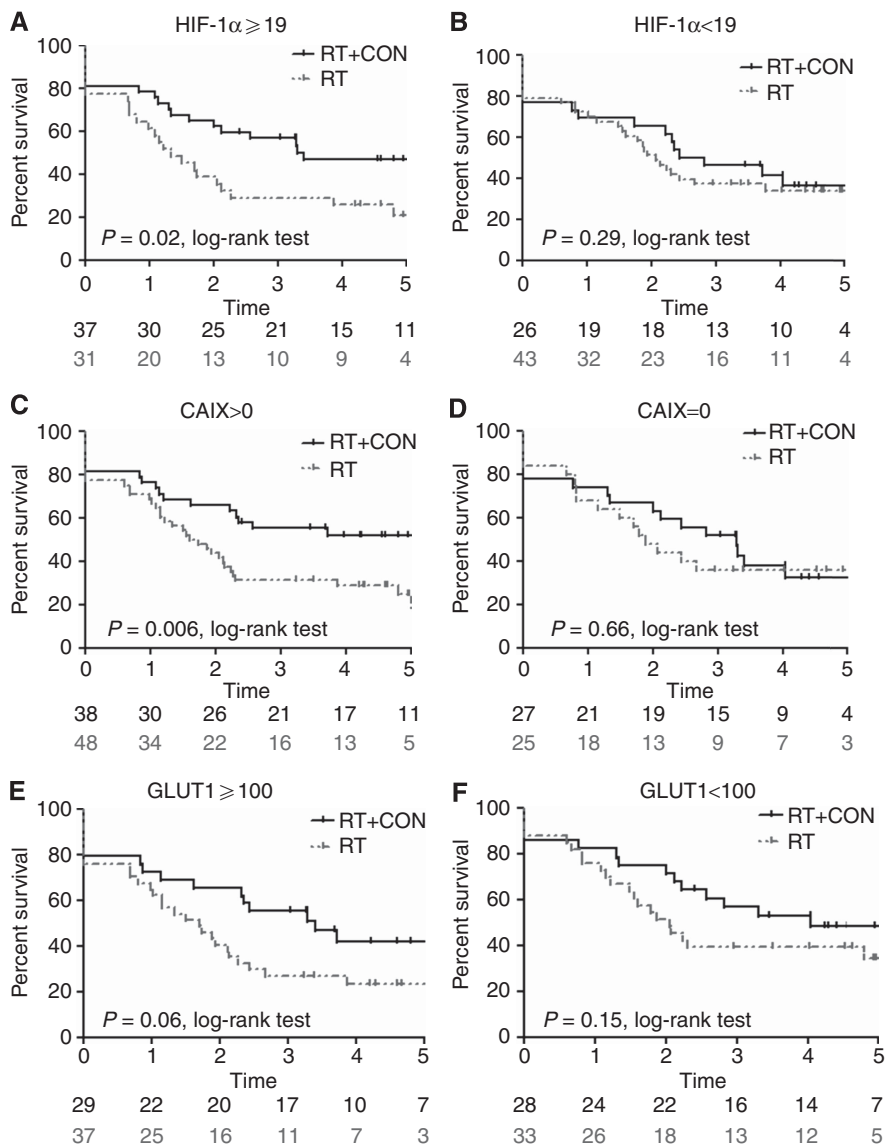 A
HIF-1α⩾19
Percent survival
100
80
60
40
20
0
RT+CON
RT
P = 0.02, log-rank test
0 1 2 3 4 5
Time
37 30 25 21 15 11
31 20 13 10 9 4
B
HIF-1α<19
Percent survival
100
80
60
40
20
0
RT+CON
RT
P = 0.29, log-rank test
0 1 2 3 4 5
Time
26 19 18 13 10 4
43 32 23 16 11 4
C
CAIX>0
Percent survival
100
80
60
40
20
0
RT+CON
RT
P = 0.006, log-rank test
0 1 2 3 4 5
Time
38 30 26 21 17 11
48 34 22 16 13 5
D
CAIX=0
Percent survival
100
80
60
40
20
0
RT+CON
RT
P = 0.66, log-rank test
0 1 2 3 4 5
Time
27 21 19 15 9 4
25 18 13 9 7 3
E
GLUT1⩾100
Percent survival
100
80
60
40
20
0
RT+CON
RT
P = 0.06, log-rank test
0 1 2 3 4 5
Time
29 22 20 17 10 7
37 25 16 11 7 3
F
GLUT1<100
Percent survival
100
80
60
40
20
0
RT+CON
RT
P = 0.15, log-rank test
0 1 2 3 4 5
Time
28 24 22 16 14 7
33 26 18 13 12 5